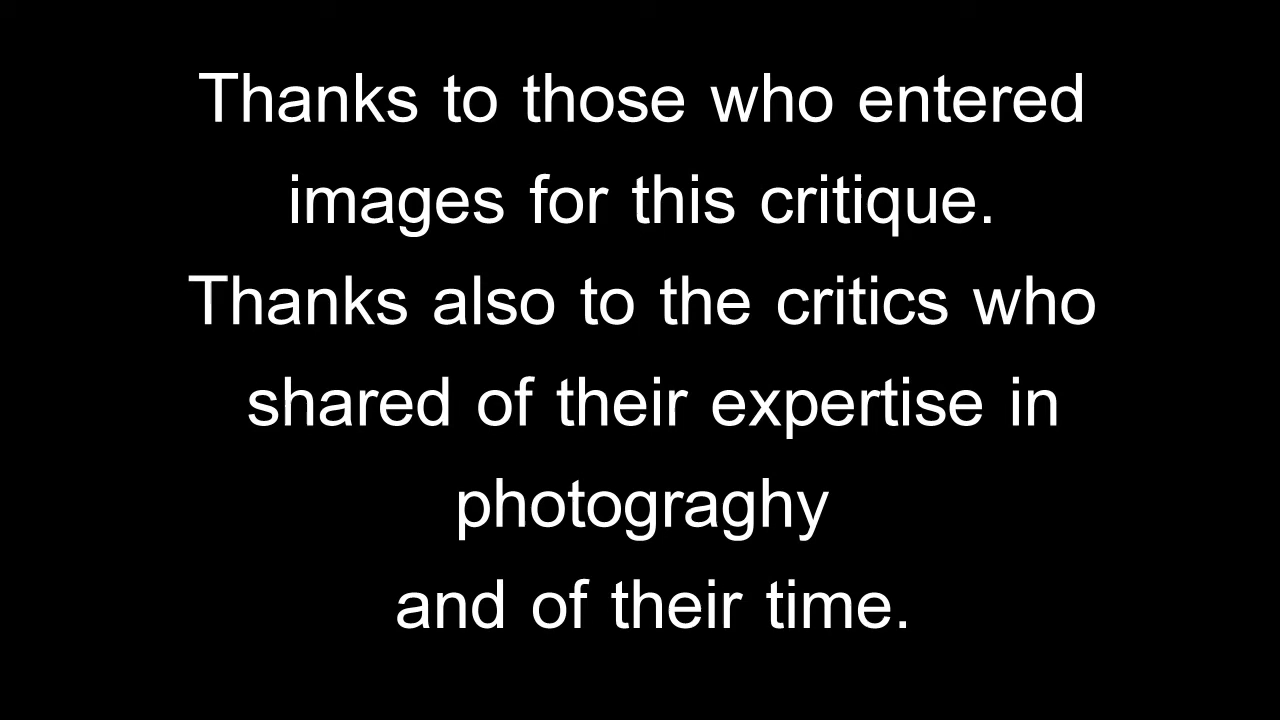 Thanks to those who entered
images for this critique.
Thanks also to the critics who
shared of their expertise in
photograghy
and of their time.